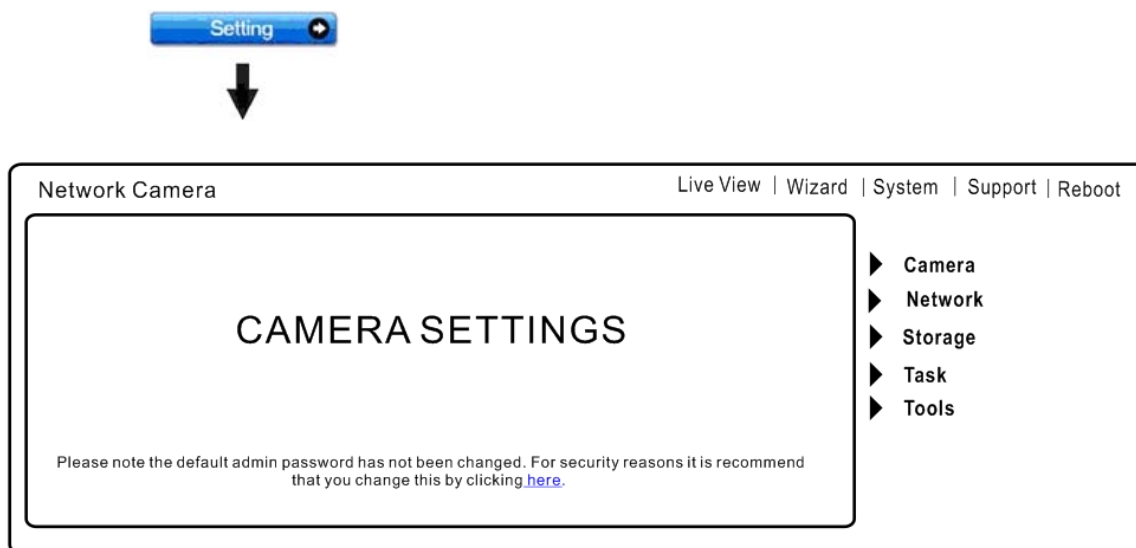 Setting
Network Camera
Live View | Wizard | System | Support | Reboot
CAMERA SETTINGS
Please note the default admin password has not been changed. For security reasons it is recommend
that you change this by clicking here.
Camera
Network
Storage
Task
Tools